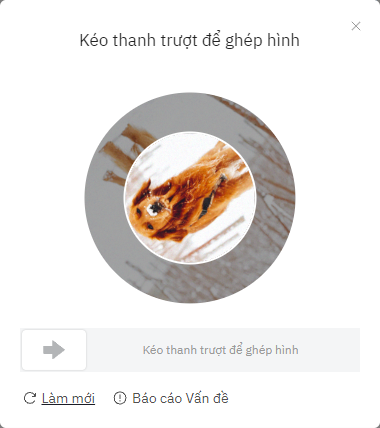 Kéo thanh trượt để ghép hình
Kéo thanh trượt để ghép hình
Làm mới
Báo cáo Vấn đề